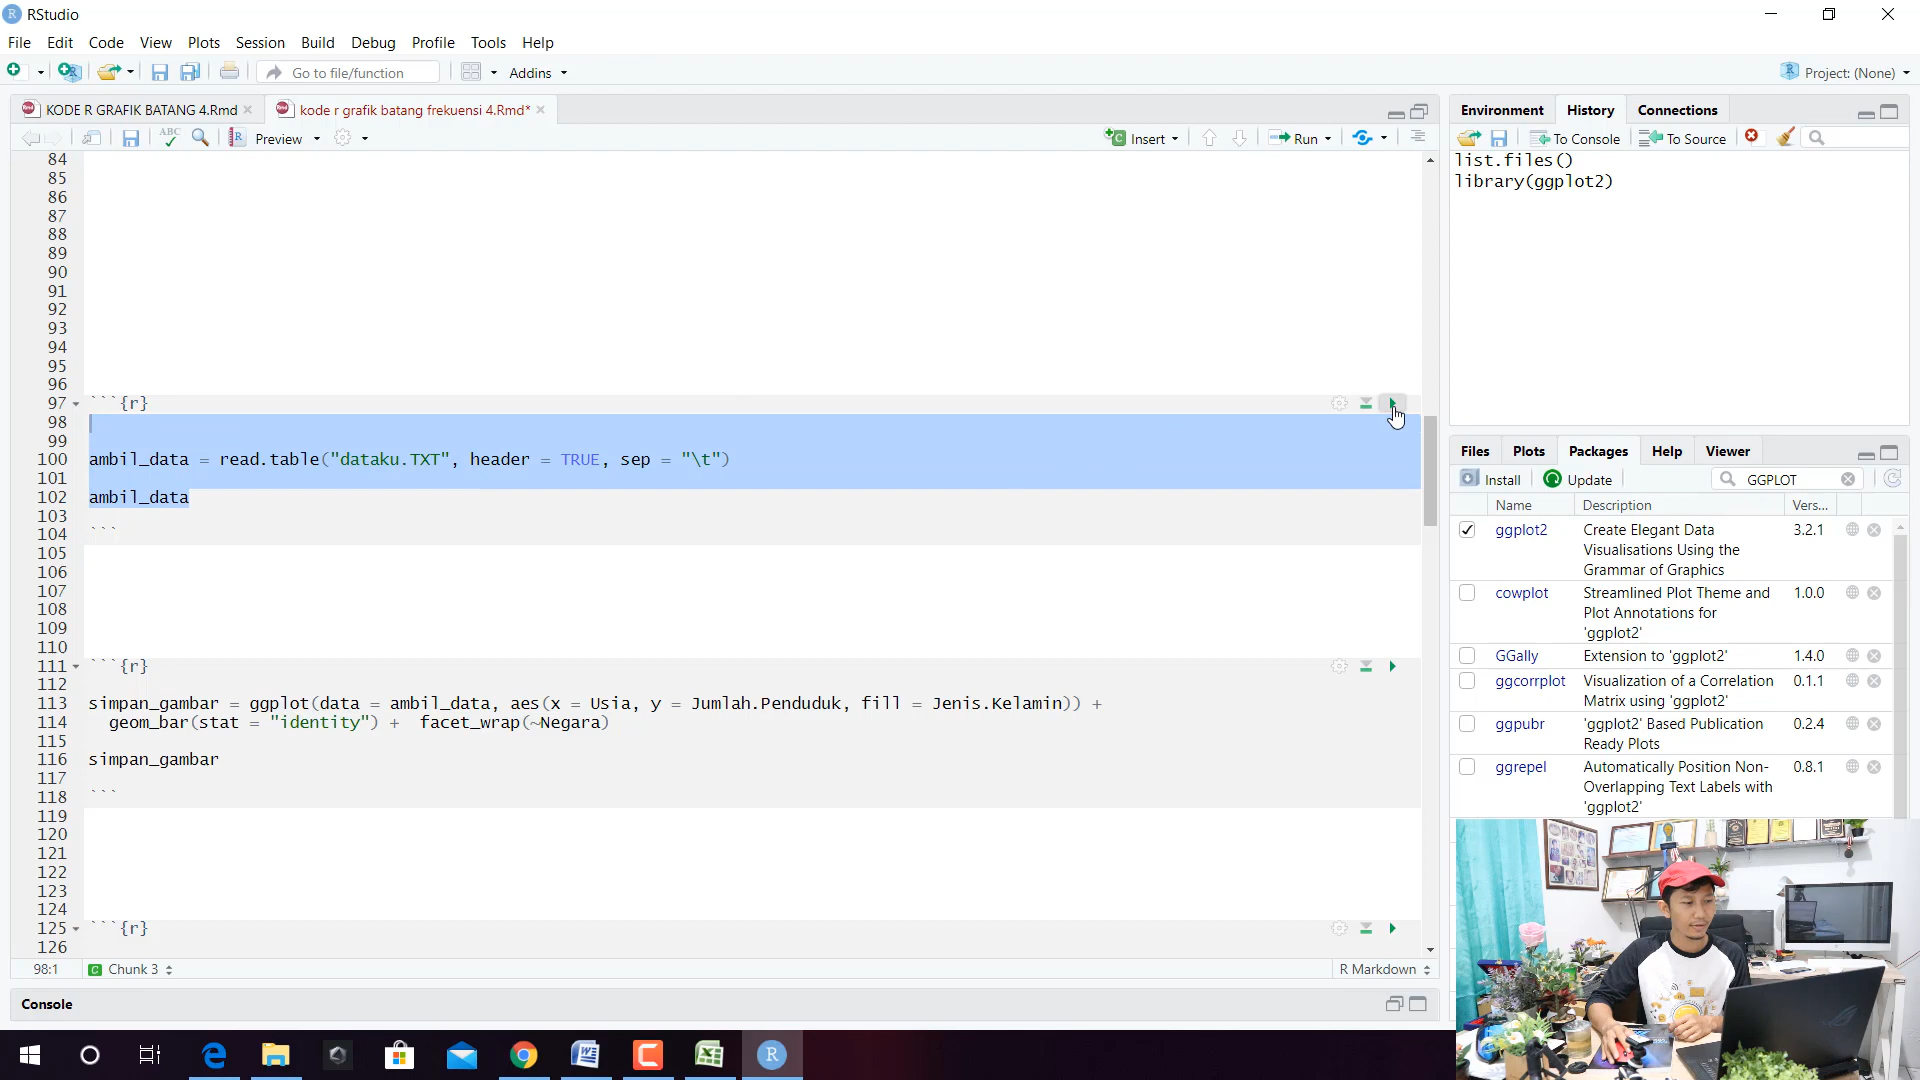 RStudio
File Edit Code View Plots Session Build Debug Profile Tools Help
Go to file/function Addins Project: (None)
KODE R GRAFIK BATANG 4.Rmd kode r grafik batang frekuensi 4.Rmd*
ABC Preview Insert Run
84
85
86
87
88
89
90
91
92
93
94
95
96
97 ```{r}
98
99
100 ambil_data = read.table("dataku.TXT", header = TRUE, sep = "\t")
101
102 ambil_data
103
104 ```
105
106
107
108
109
110
111 ```{r}
112
113 simpan_gambar = ggplot(data = ambil_data, aes(x = Usia, y = Jumlah.Penduduk, fill = Jenis.Kelamin)) +
114 geom_bar(stat = "identity") + facet_wrap(~Negara)
115
116 simpan_gambar
117
118 ```
119
120
121
122
123
124
125 ```{r}
126
98:1 Chunk 3 R Markdown
Console
Environment History Connections
To Console To Source
list.files()
library(ggplot2)
Files Plots Packages Help Viewer
Install Update GGPLOT
Name Description Vers...
ggplot2 Create Elegant Data 3.2.1
Visualisations Using the
Grammar of Graphics
cowplot Streamlined Plot Theme and 1.0.0
Plot Annotations for
'ggplot2'
GGally Extension to 'ggplot2' 1.4.0
ggcorrplot Visualization of a Correlation 0.1.1
Matrix using 'ggplot2'
ggpubr 'ggplot2' Based Publication 0.2.4
Ready Plots
ggrepel Automatically Position Non- 0.8.1
Overlapping Text Labels with
'ggplot2'